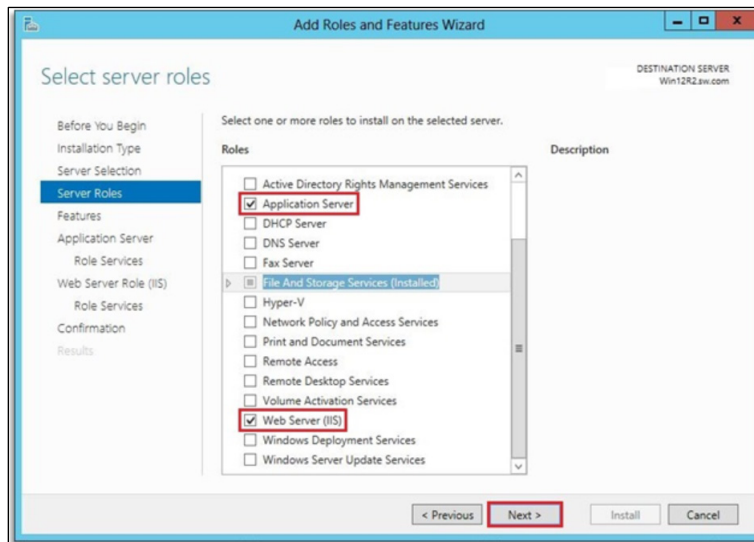 Add Roles and Features Wizard
Select server roles
DESTINATION SERVER
Win12R2.sw.com
Before You Begin
Installation Type
Server Selection
Server Roles
Features
Application Server
Role Services
Web Server Role (IIS)
Role Services
Confirmation
Results
Select one or more roles to install on the selected server.
Roles
Description
Active Directory Rights Management Services
Application Server
DHCP Server
DNS Server
Fax Server
File And Storage Services (Installed)
Hyper-V
Network Policy and Access Services
Print and Document Services
Remote Access
Remote Desktop Services
Volume Activation Services
Web Server (IIS)
Windows Deployment Services
Windows Server Update Services
< Previous
Next >
Install
Cancel